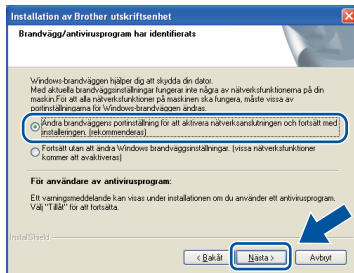 Installation av Brother utskriftsenhet
Brandvägg/antivirusprogram har identifierats
Windows-brandväggen hjälper dig att skydda din dator.
Med aktuella brandväggsinställningar fungerar inte några av nätverksfunktionerna på din
maskin.För att alla nätverksfunktioner på maskinen ska fungera, måste vissa av
portinställningarna för Windows-brandväggen ändras.
Ändra brandväggens portinställning för att aktivera nätverksanslutningen och fortsätt med
installeringen. (rekommenderas)
Fortsätt utan att ändra Windows brandväggsinställningar. (vissa nätverksfunktioner
kommer att avaktiveras)
För användare av antivirusprogram:
Ett varningsmeddelande kan visas under installationen om du använder ett antivirusprogram.
Välj "Tillåt" för att fortsätta.
InstallShield
< Bakåt
Nästa >
Avbryt